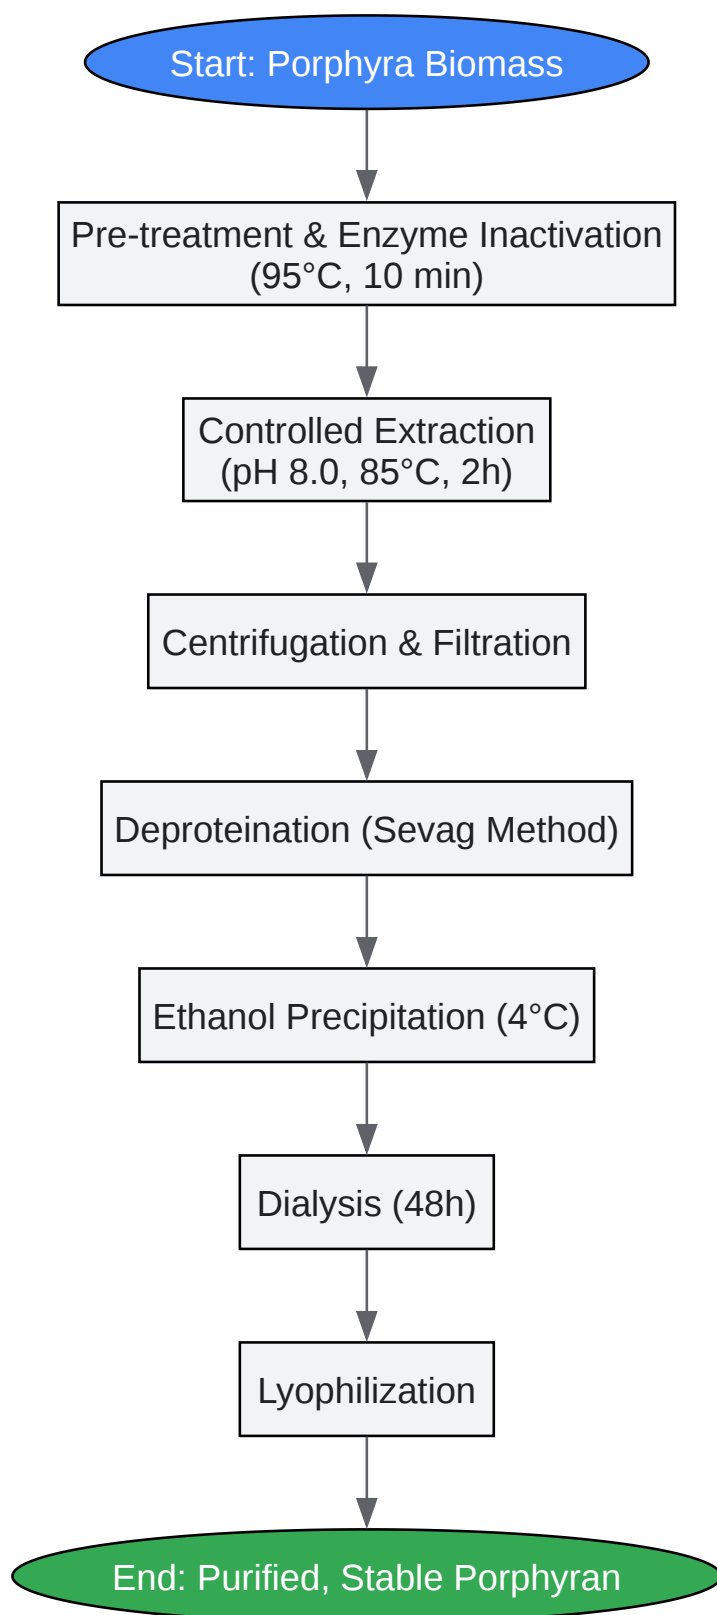 Start: Porphyra Biomass
Pre-treatment & Enzyme Inactivation
(95°C, 10 min)
Controlled Extraction
(pH 8.0, 85°C, 2h)
Centrifugation & Filtration
Deproteination (Sevag Method)
Ethanol Precipitation (4°C)
Dialysis (48h)
Lyophilization
End: Purified, Stable Porphyran